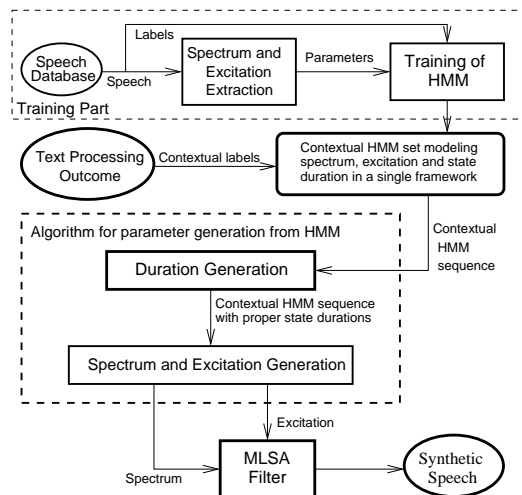 Labels
Speech
Database
Speech
Spectrum and
Excitation
Extraction
Parameters
Training of
HMM
Training Part
Text Processing
Outcome
Contextual labels
Contextual HMM set modeling
spectrum, excitation and state
duration in a single framework
Contextual
HMM
sequence
Algorithm for parameter generation from HMM
Duration Generation
Contextual HMM sequence
with proper state durations
Spectrum and Excitation Generation
Excitation
Spectrum
MLSA
Filter
Synthetic
Speech